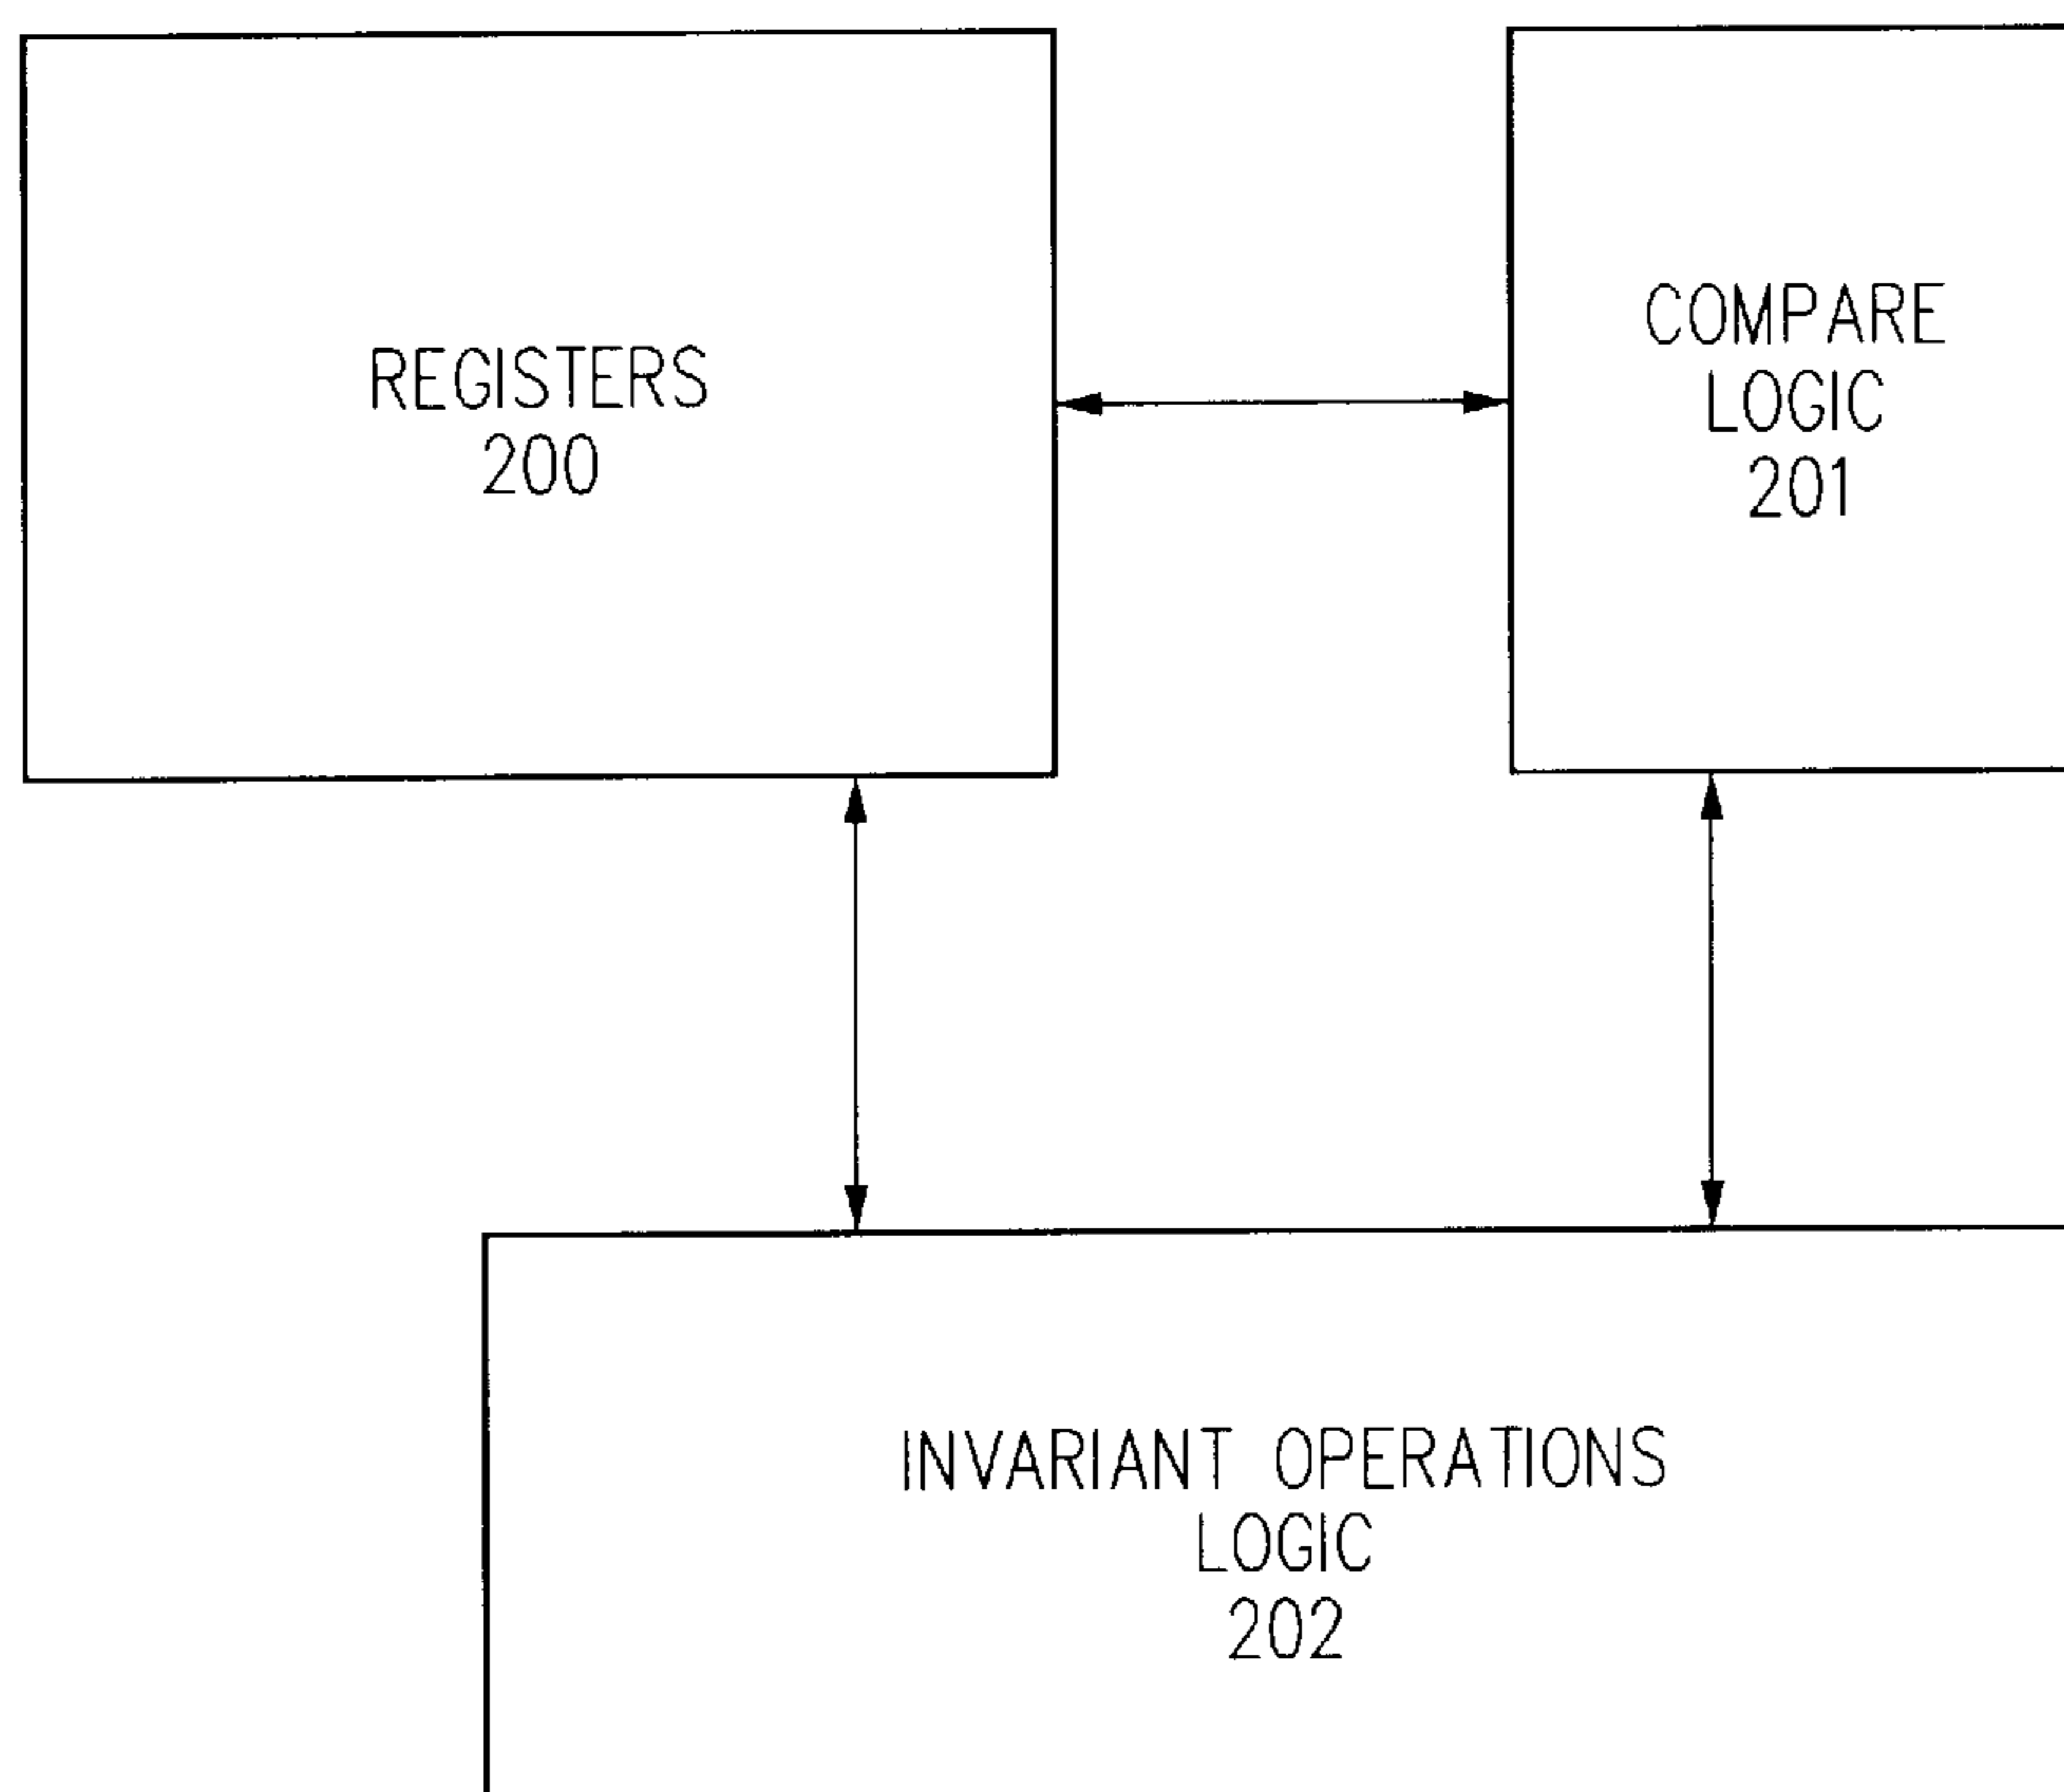 REGISTERS
200
COMPARE
LOGIC
201
INVARIANT OPERATIONS
LOGIC
202